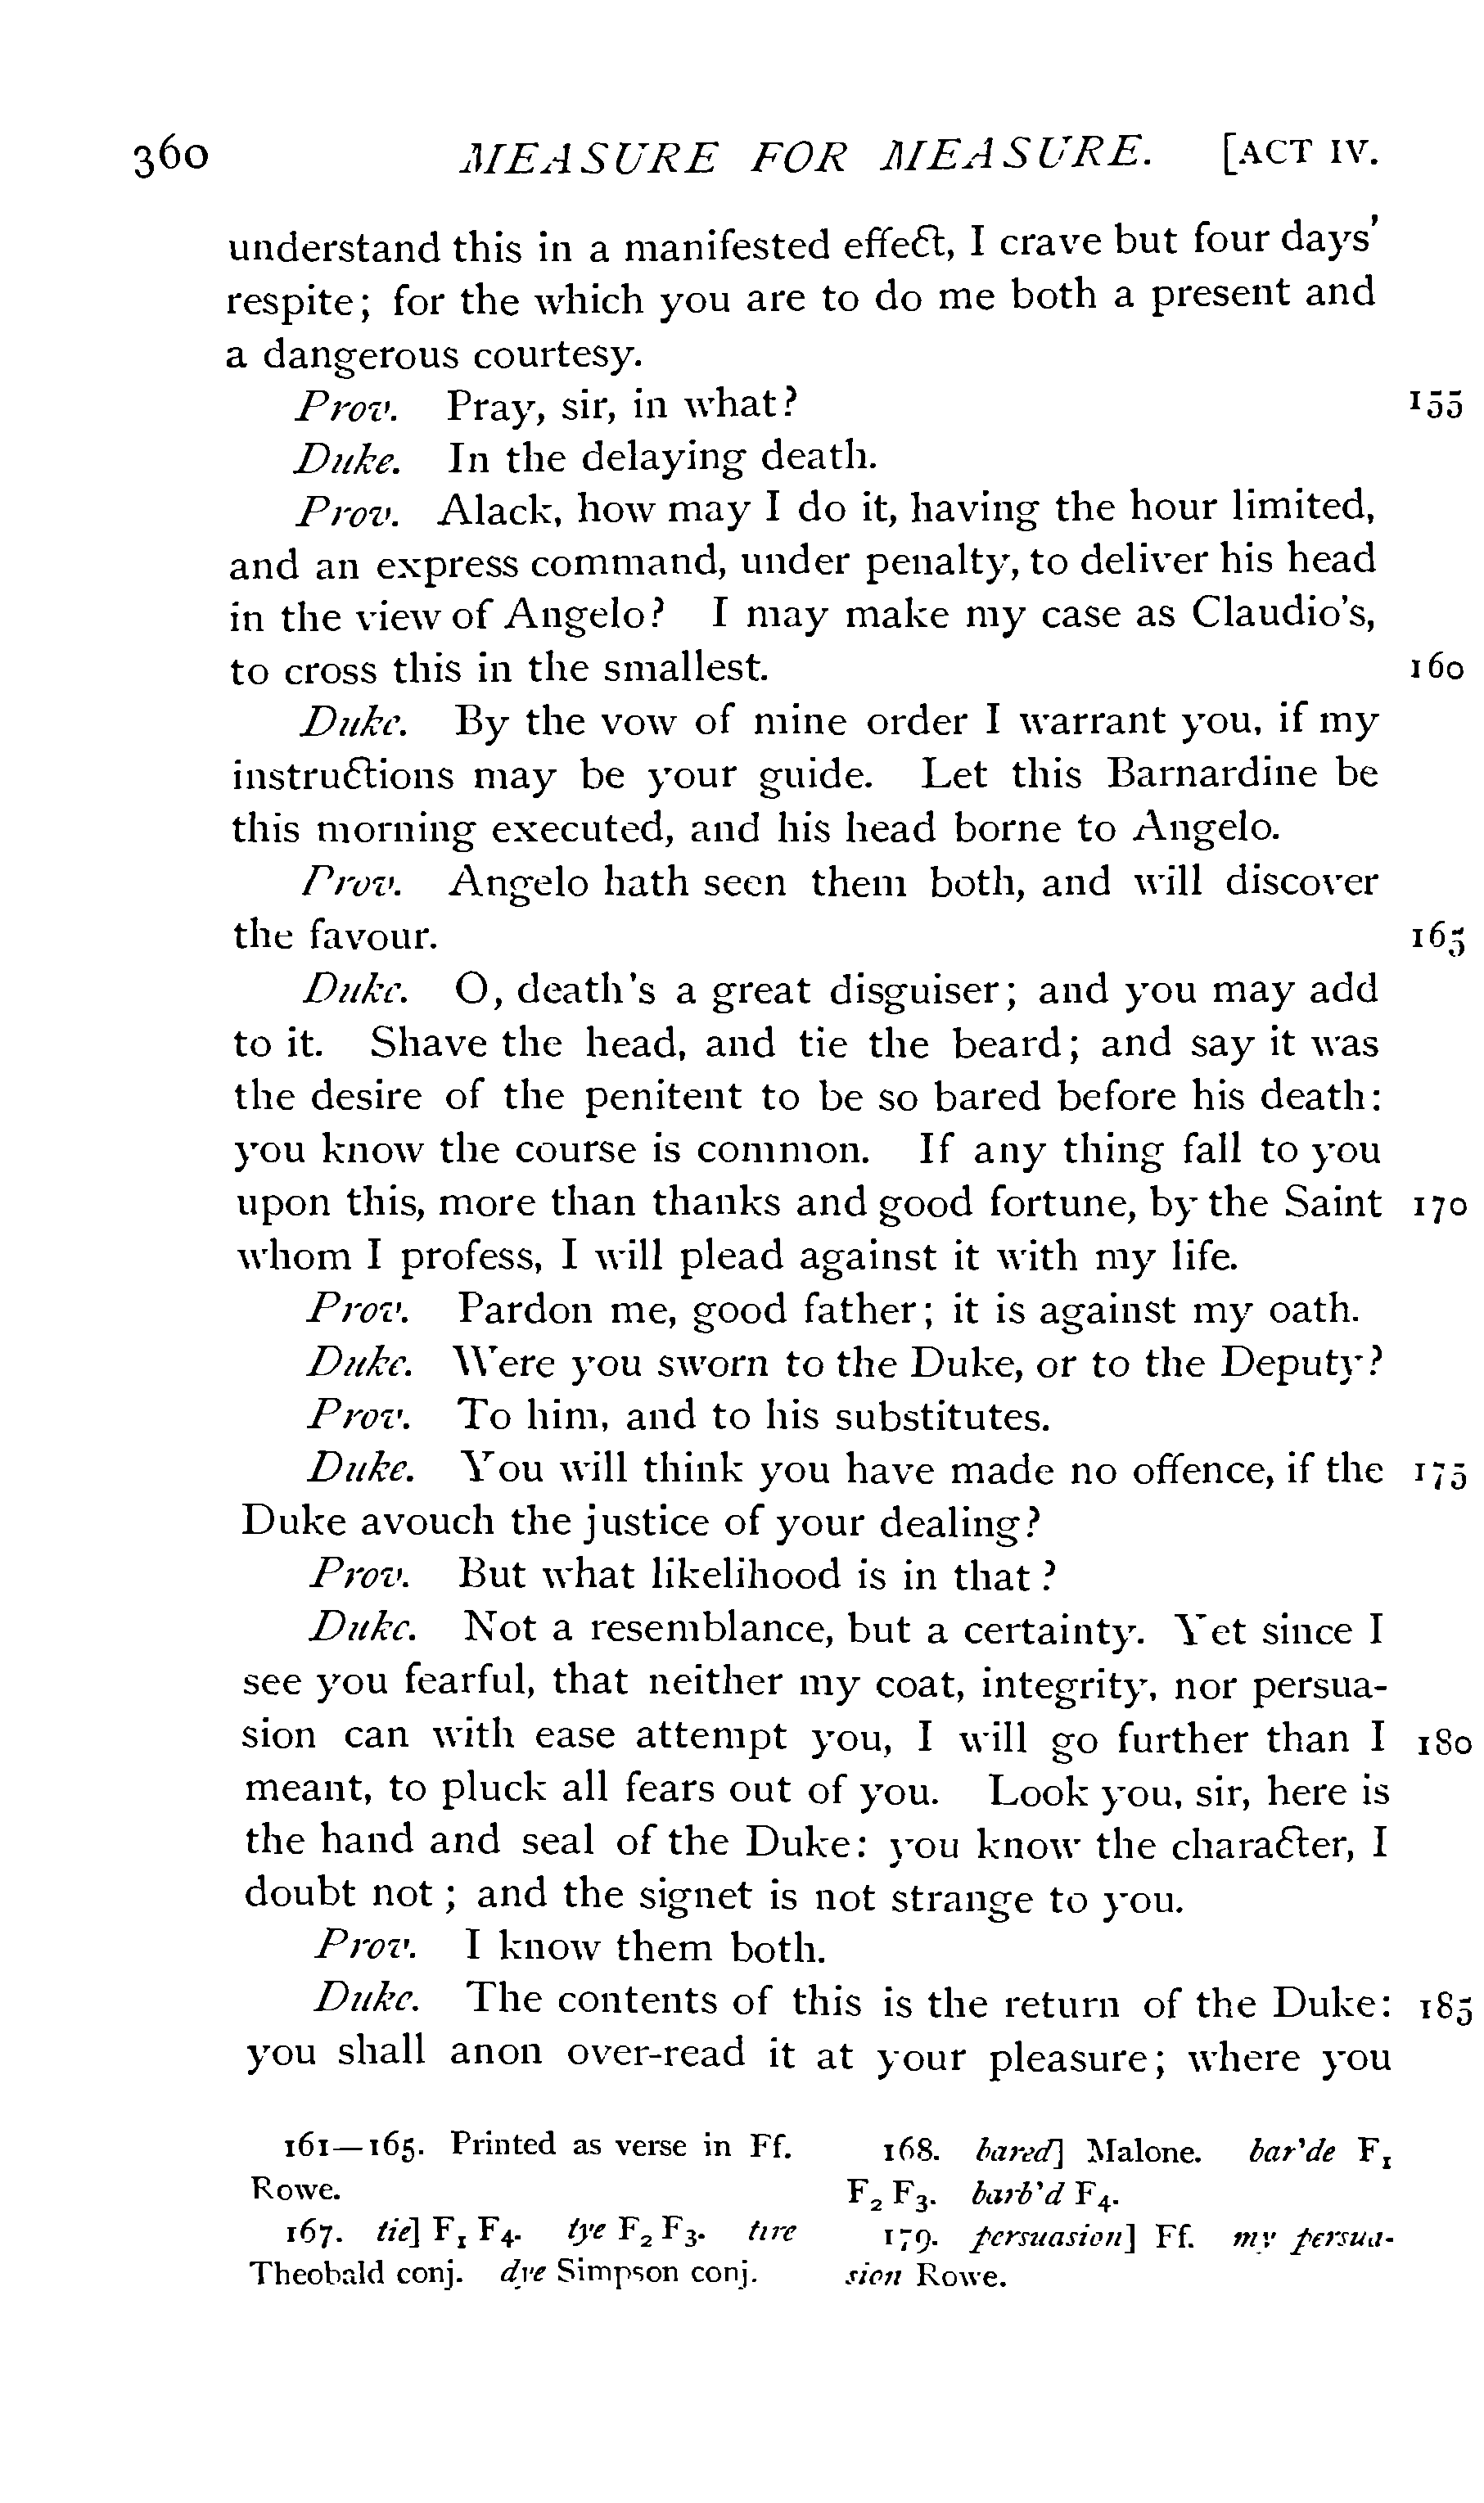 360 MEASURE FOR MEASURE. [ACT IV.
understand this in a manifested effect, I crave but four days'
respite; for the which you are to do me both a present and
a dangerous courtesy.
Prov. Pray, sir, in what? 155
Duke. In the delaying death.
Prov. Alack, how may I do it, having the hour limited,
and an express command, under penalty, to deliver his head
in the view of Angelo? I may make my case as Claudio's,
to cross this in the smallest. 160
Duke. By the vow of mine order I warrant you, if my
instructions may be your guide. Let this Barnardine be
this morning executed, and his head borne to Angelo.
Prov. Angelo hath seen them both, and will discover
the favour. 165
Duke. O, death's a great disguiser; and you may add
to it. Shave the head, and tie the beard; and say it was
the desire of the penitent to be so bared before his death:
you know the course is common. If any thing fall to you
upon this, more than thanks and good fortune, by the Saint 170
whom I profess, I will plead against it with my life.
Prov. Pardon me, good father; it is against my oath.
Duke. Were you sworn to the Duke, or to the Deputy?
Prov. To him, and to his substitutes.
Duke. You will think you have made no offence, if the 175
Duke avouch the justice of your dealing?
Prov. But what likelihood is in that?
Duke. Not a resemblance, but a certainty. Yet since I
see you fearful, that neither my coat, integrity, nor persua-
sion can with ease attempt you, I will go further than I 180
meant, to pluck all fears out of you. Look you, sir, here is
the hand and seal of the Duke: you know the character, I
doubt not; and the signet is not strange to you.
Prov. I know them both.
Duke. The contents of this is the return of the Duke: 185
you shall anon over-read it at your pleasure; where you
161—165. Printed as verse in Ff.
Rowe.
167. tie] F1 F4. tye F2 F3. tire
Theobald conj. dye Simpson conj.
168. bared] Malone. bar'de F1
F2 F3. barb'd F4.
179. persuasion] Ff. my persua-
sion Rowe.